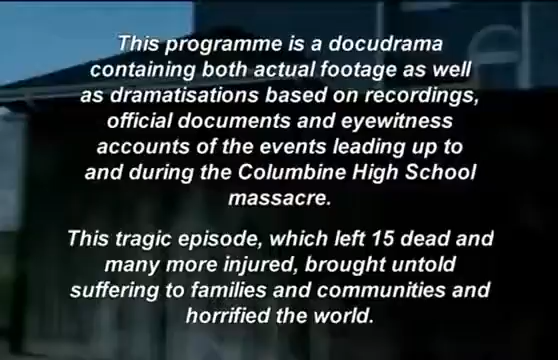 This programme is a docudrama
containing both actual footage as well
as dramatisations based on recordings,
official documents and eyewitness
accounts of the events leading up to
and during the Columbine High School
massacre.
This tragic episode, which left 15 dead and
many more injured, brought untold
suffering to families and communities and
horrified the world.